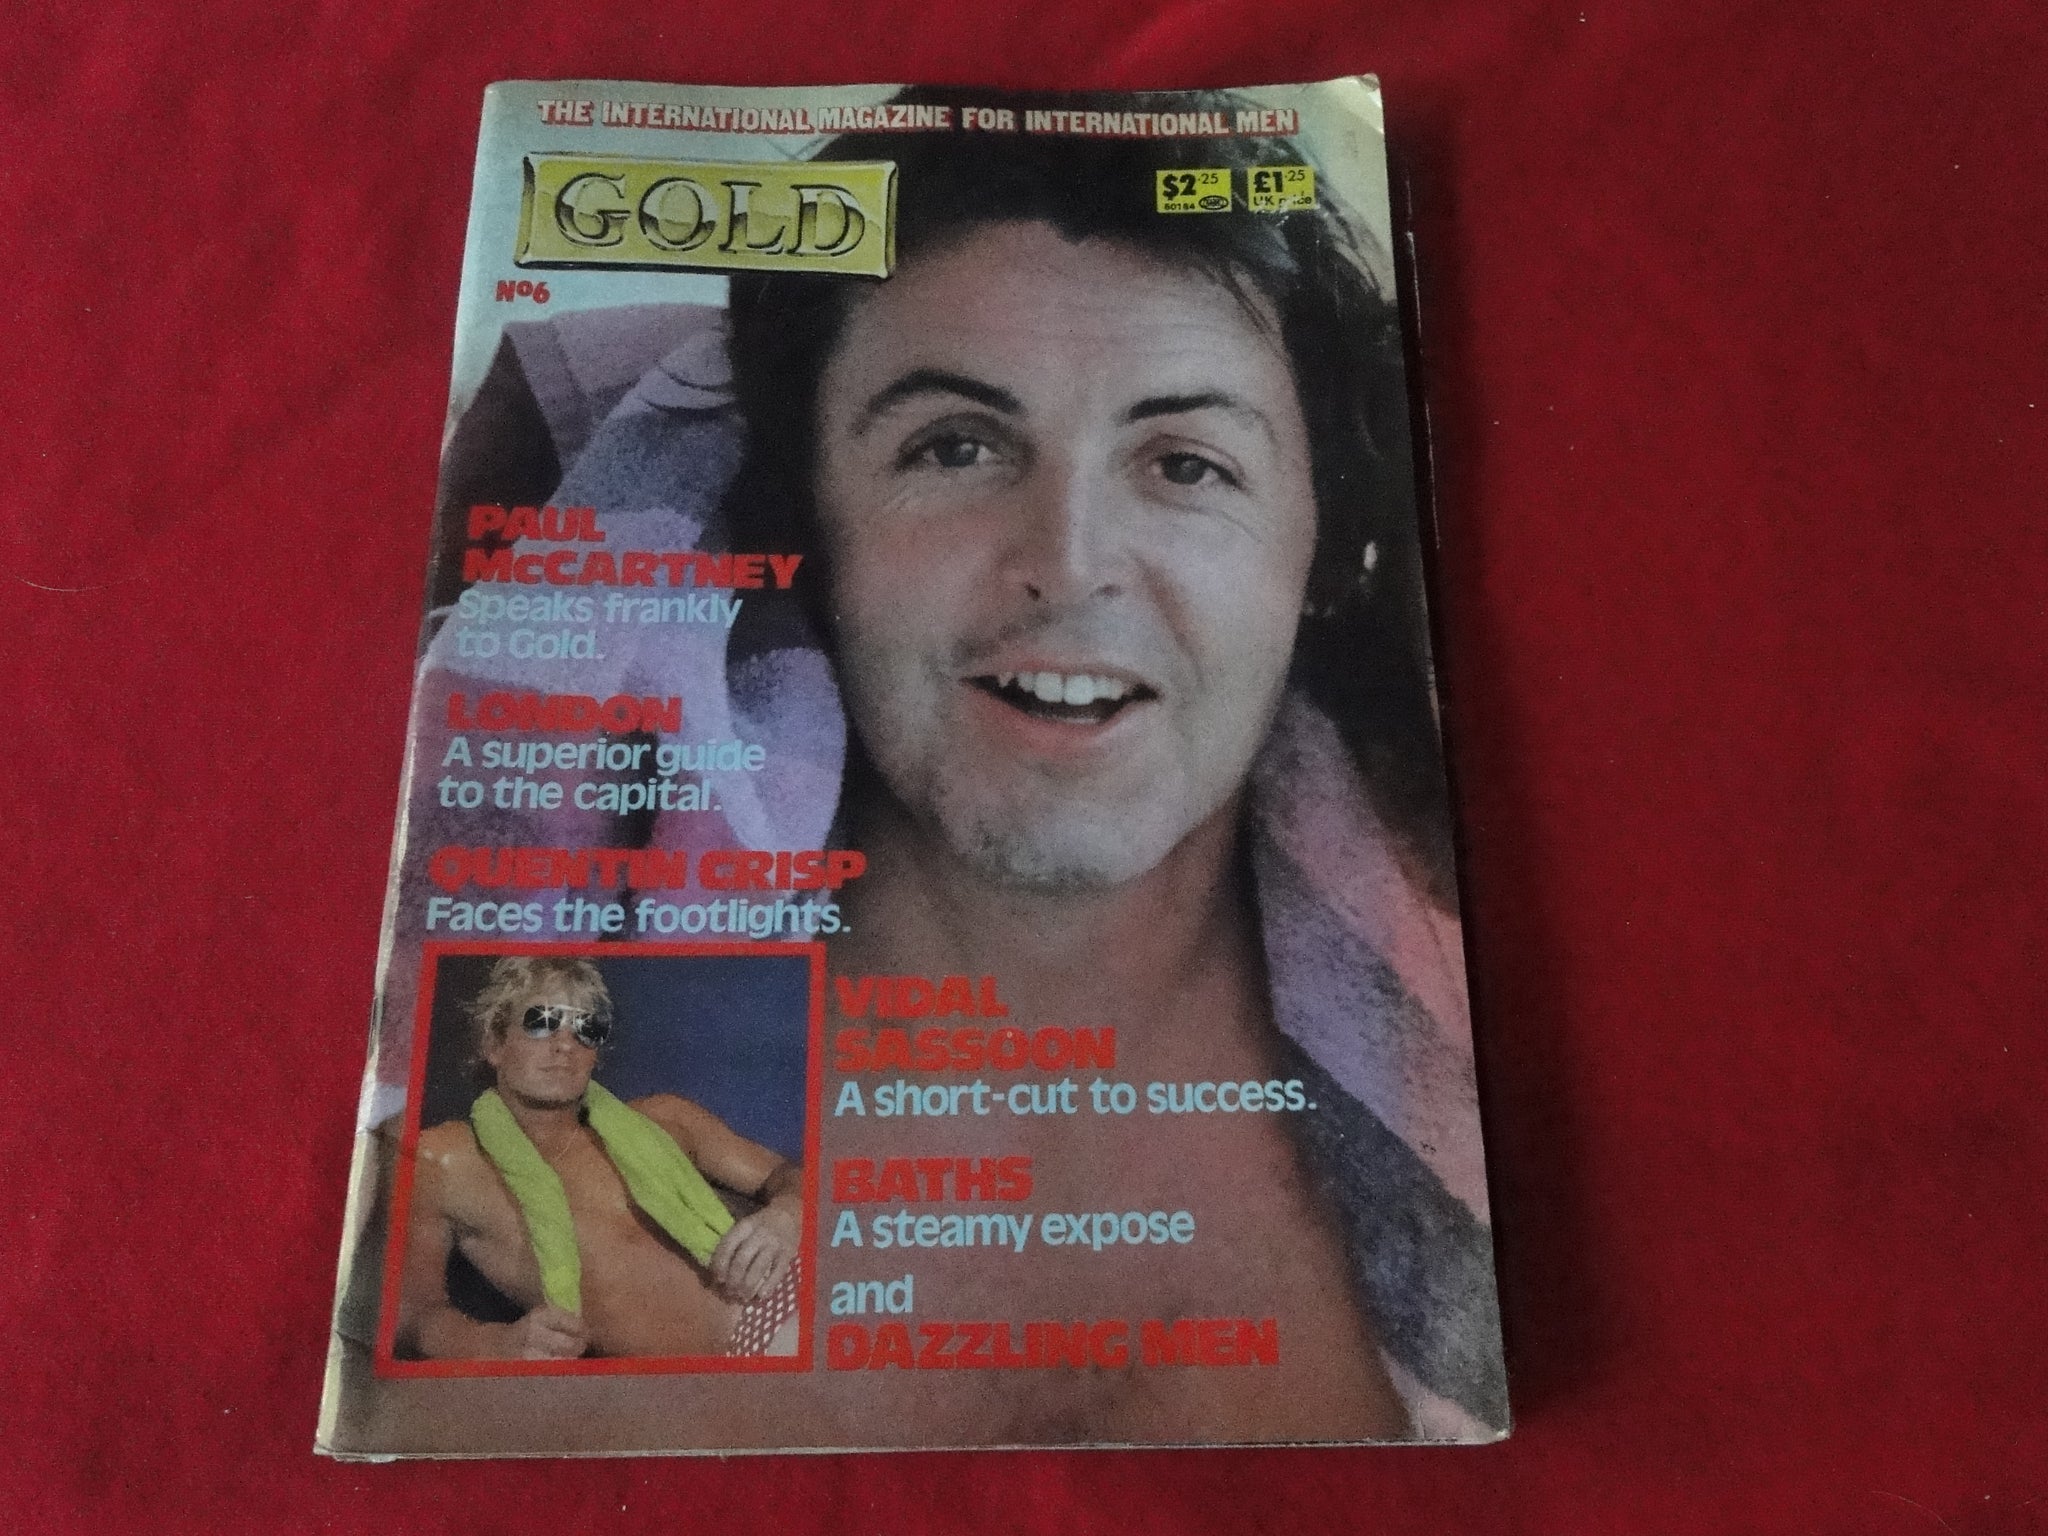 THE INTERNATIONAL MAGAZINE FOR INTERNATIONAL MEN
GOLD
$2.25
60184
£1.25
UK price
Nº6
PAUL
McCARTNEY
Speaks frankly
to Gold.
LONDON
A superior guide
to the capital.
QUENTIN CRISP
Faces the footlights.
VIDAL
SASSOON
A short-cut to success.
BATHS
A steamy expose
and
DAZZLING MEN